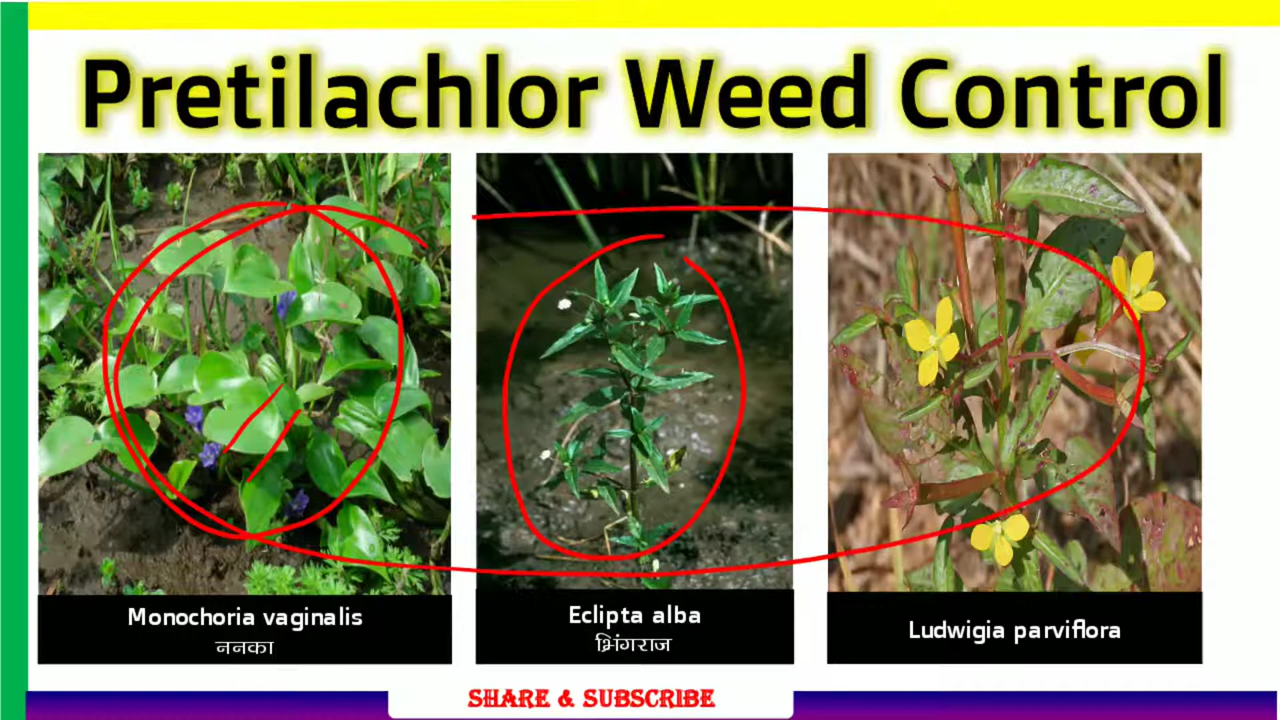 Pretilachlor Weed Control
Monochoria vaginalis
ननका
Eclipta alba
भिंगराज
Ludwigia parviflora
SHARE & SUBSCRIBE